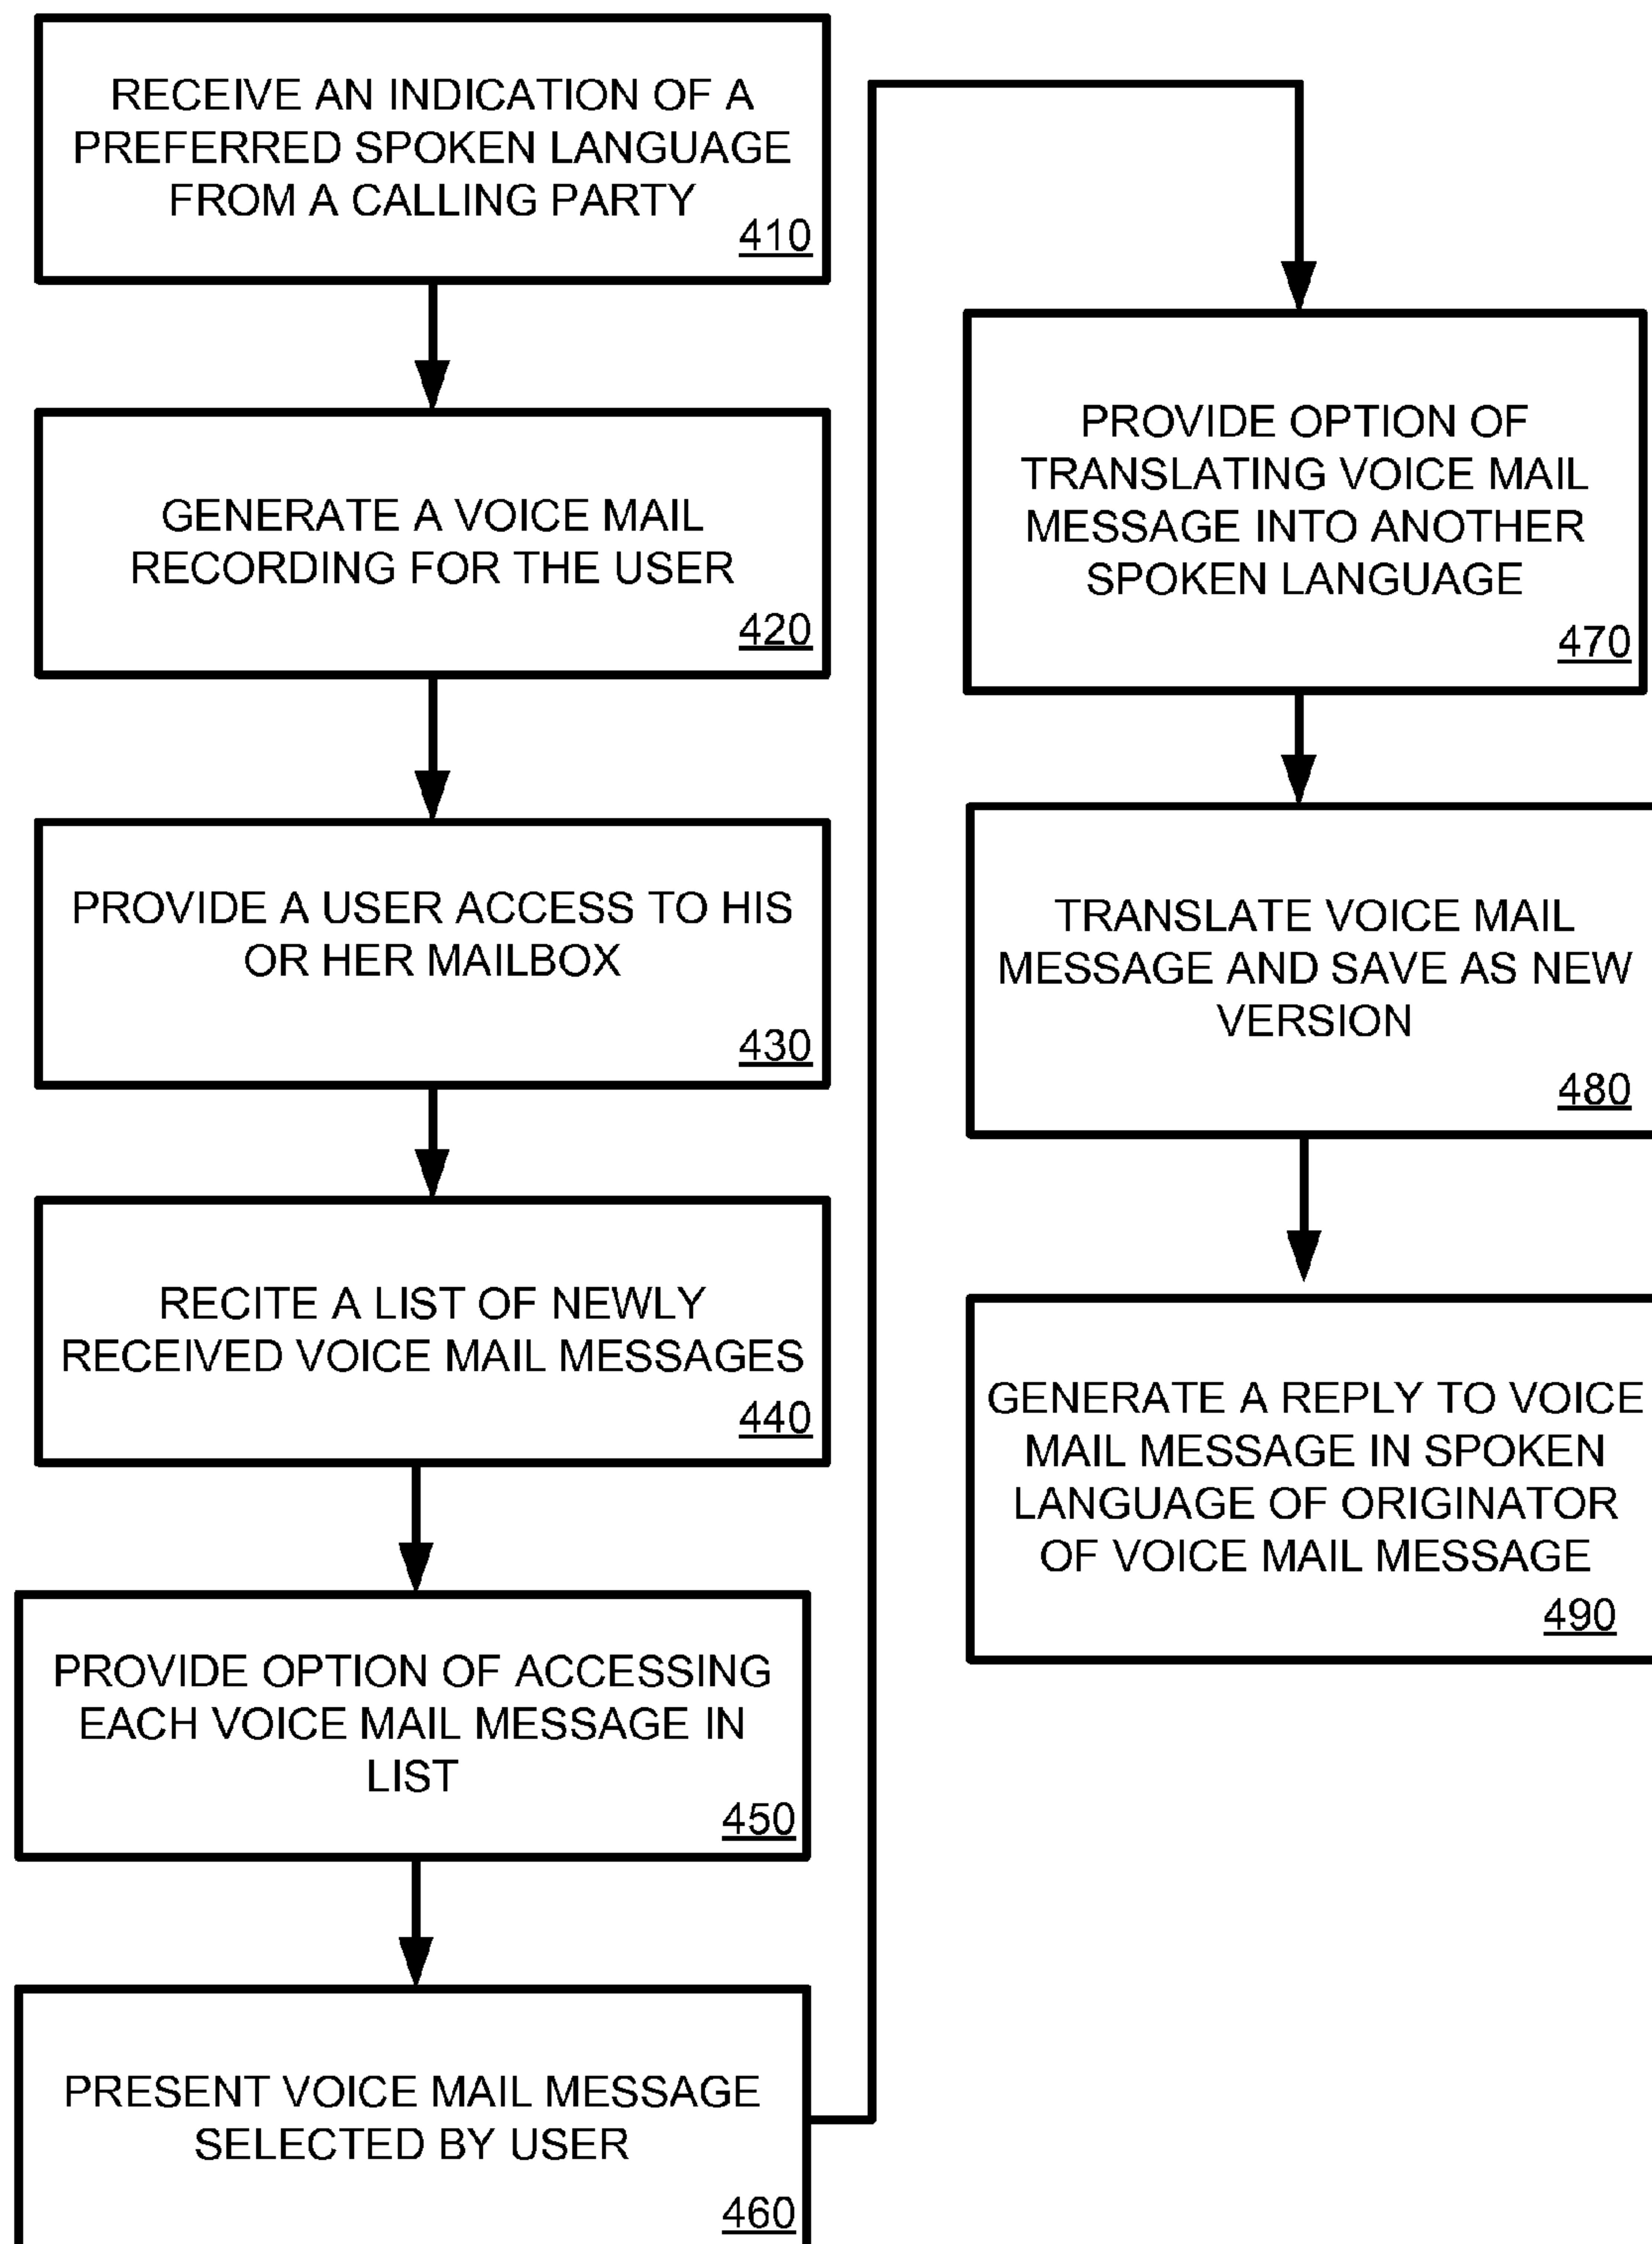 RECEIVE AN INDICATION OF A
PREFERRED SPOKEN LANGUAGE
FROM A CALLING PARTY
410
GENERATE A VOICE MAIL
RECORDING FOR THE USER
420
PROVIDE A USER ACCESS TO HIS
OR HER MAILBOX
430
RECITE A LIST OF NEWLY
RECEIVED VOICE MAIL MESSAGES
440
PROVIDE OPTION OF ACCESSING
EACH VOICE MAIL MESSAGE IN
LIST
450
PRESENT VOICE MAIL MESSAGE
SELECTED BY USER
460
PROVIDE OPTION OF
TRANSLATING VOICE MAIL
MESSAGE INTO ANOTHER
SPOKEN LANGUAGE
470
TRANSLATE VOICE MAIL
MESSAGE AND SAVE AS NEW
VERSION
480
GENERATE A REPLY TO VOICE
MAIL MESSAGE IN SPOKEN
LANGUAGE OF ORIGINATOR
OF VOICE MAIL MESSAGE
490